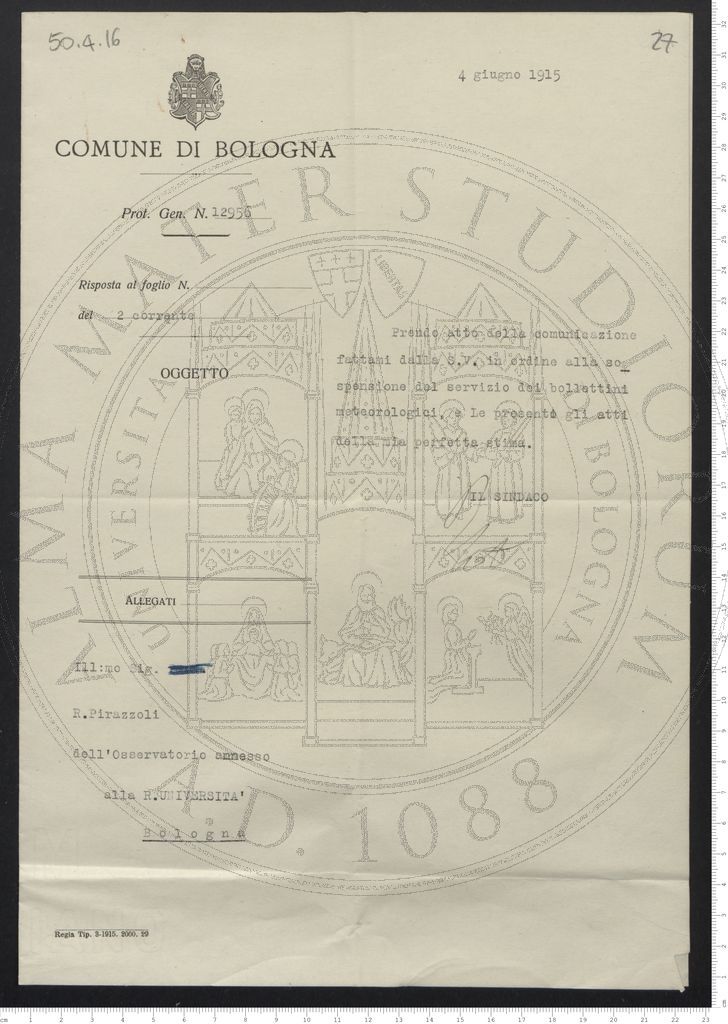 50.4.16
27
4 giugno 1915
COMUNE DI BOLOGNA
Prot. Gen. N. 12956
Risposta al foglio N.
del 2 corrente
OGGETTO
Prendo atto della comunicazione
fattami dalla S.V. in ordine alla so_
spensione del servizio dei bollettini
meteorologici, e Le presento gli atti
della mia perfetta stima.
IL SINDACO
ALLEGATI
Ill:mo Sig.
R.Pirazzoli
dell'Osservatorio annesso
alla R.UNIVERSITA'
Bologna
Regia Tip. 3-1915. 2000. 29
ALMA MATER STUDIORUM
UNIVERSITA DI BOLOGNA
LIBERTAS
A.D. 1088